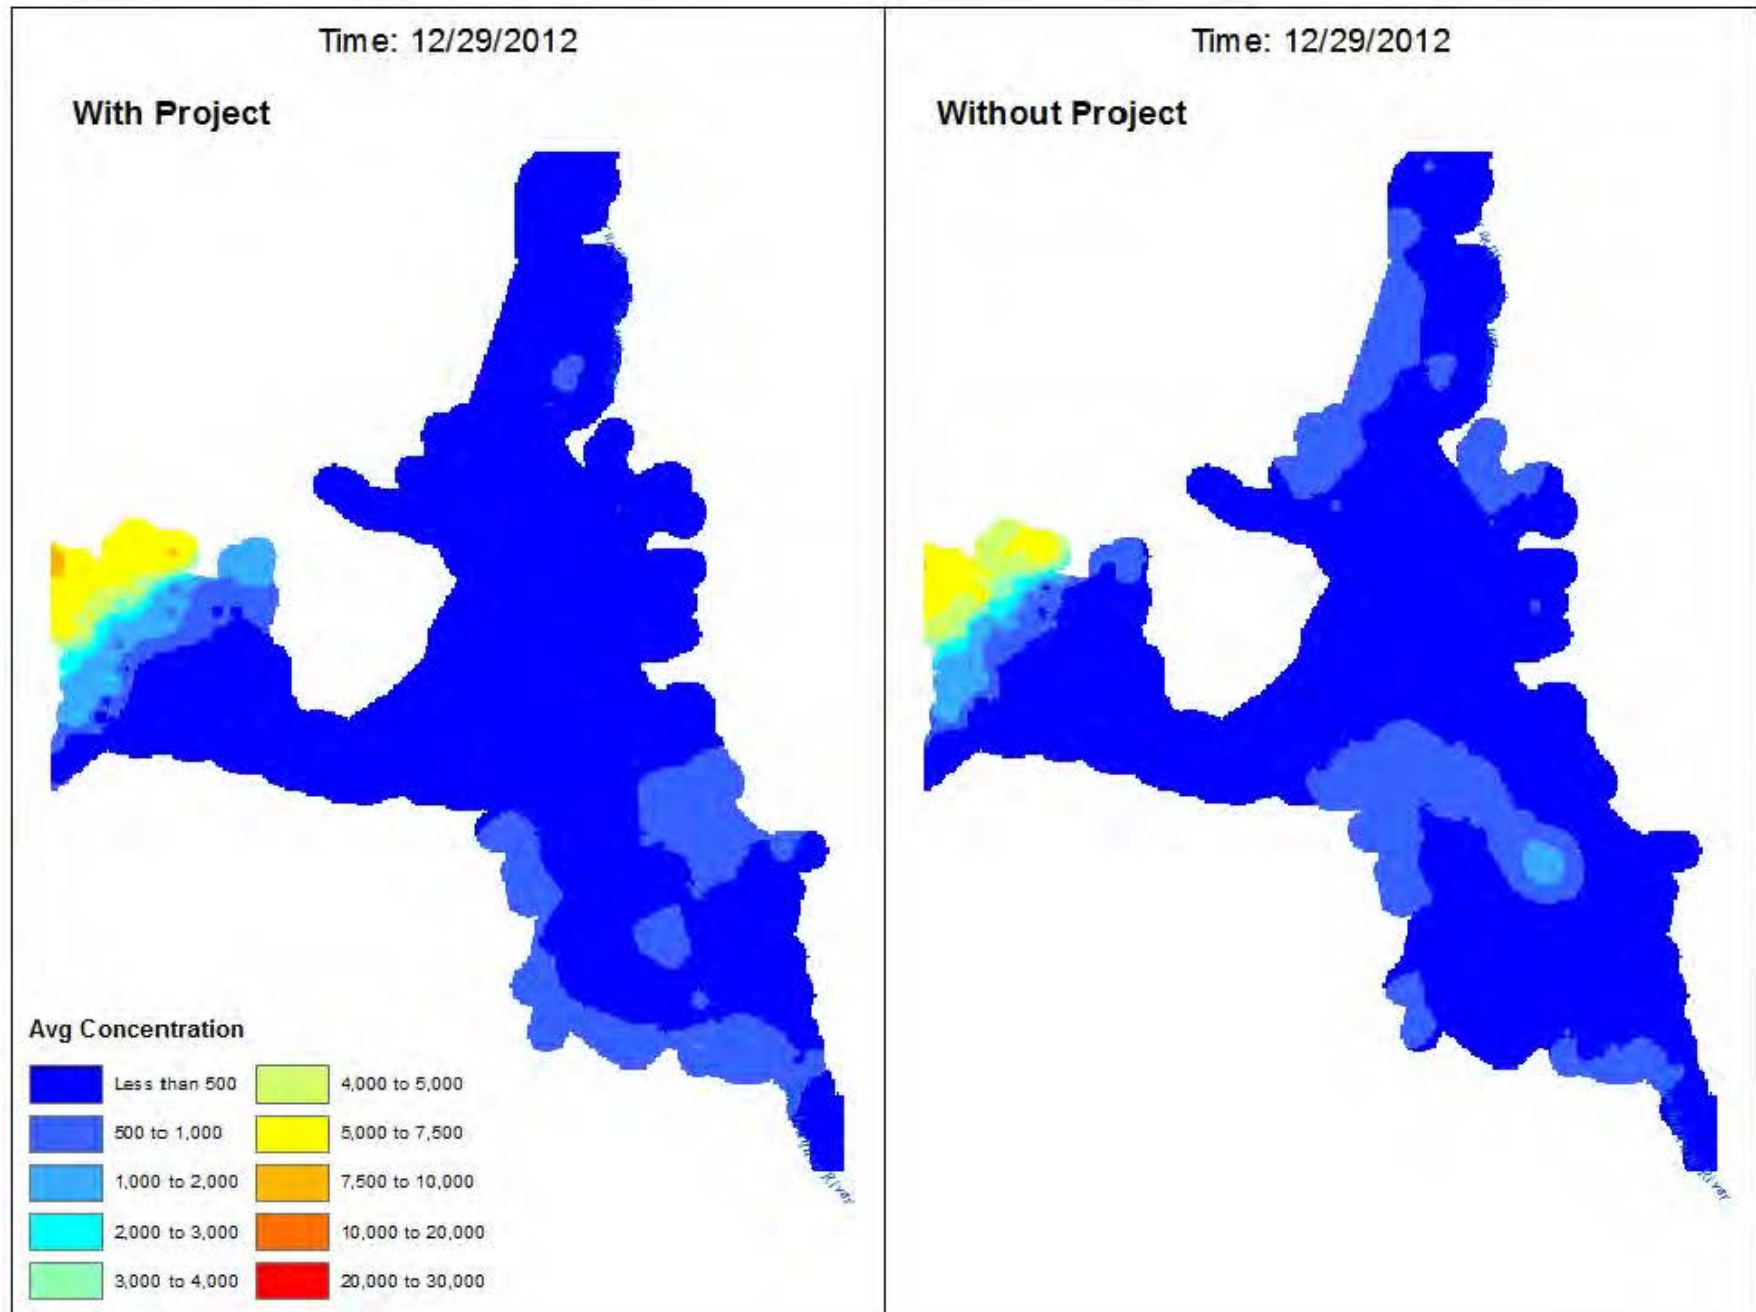 Time: 12/29/2012
With Project
Avg Concentration
Less than 500
500 to 1,000
1,000 to 2,000
2,000 to 3,000
3,000 to 4,000
4,000 to 5,000
5,000 to 7,500
7,500 to 10,000
10,000 to 20,000
20,000 to 30,000
River
Time: 12/29/2012
Without Project
River